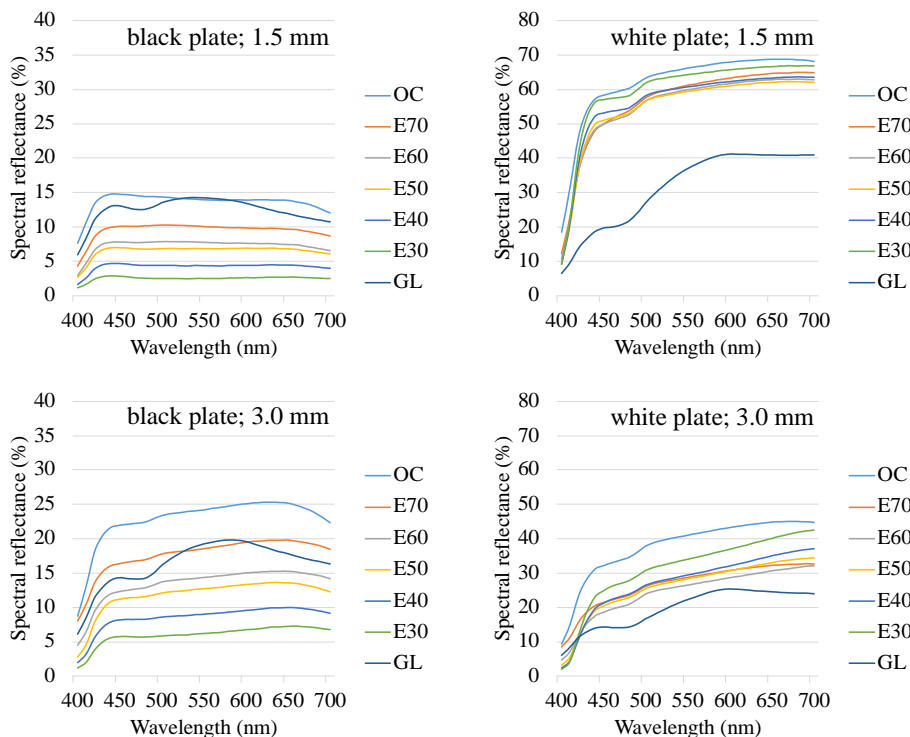 black plate; 1.5 mm
Spectral reflectance (%)
40
35
30
25
20
15
10
5
0
400 450 500 550 600 650 700
Wavelength (nm)
OC
E70
E60
E50
E40
E30
GL
white plate; 1.5 mm
Spectral reflectance (%)
80
70
60
50
40
30
20
10
0
400 450 500 550 600 650 700
Wavelength (nm)
OC
E70
E60
E50
E40
E30
GL
black plate; 3.0 mm
Spectral reflectance (%)
40
35
30
25
20
15
10
5
0
400 450 500 550 600 650 700
Wavelength (nm)
OC
E70
E60
E50
E40
E30
GL
white plate; 3.0 mm
Spectral reflectance (%)
80
70
60
50
40
30
20
10
0
400 450 500 550 600 650 700
Wavelength (nm)
OC
E70
E60
E50
E40
E30
GL